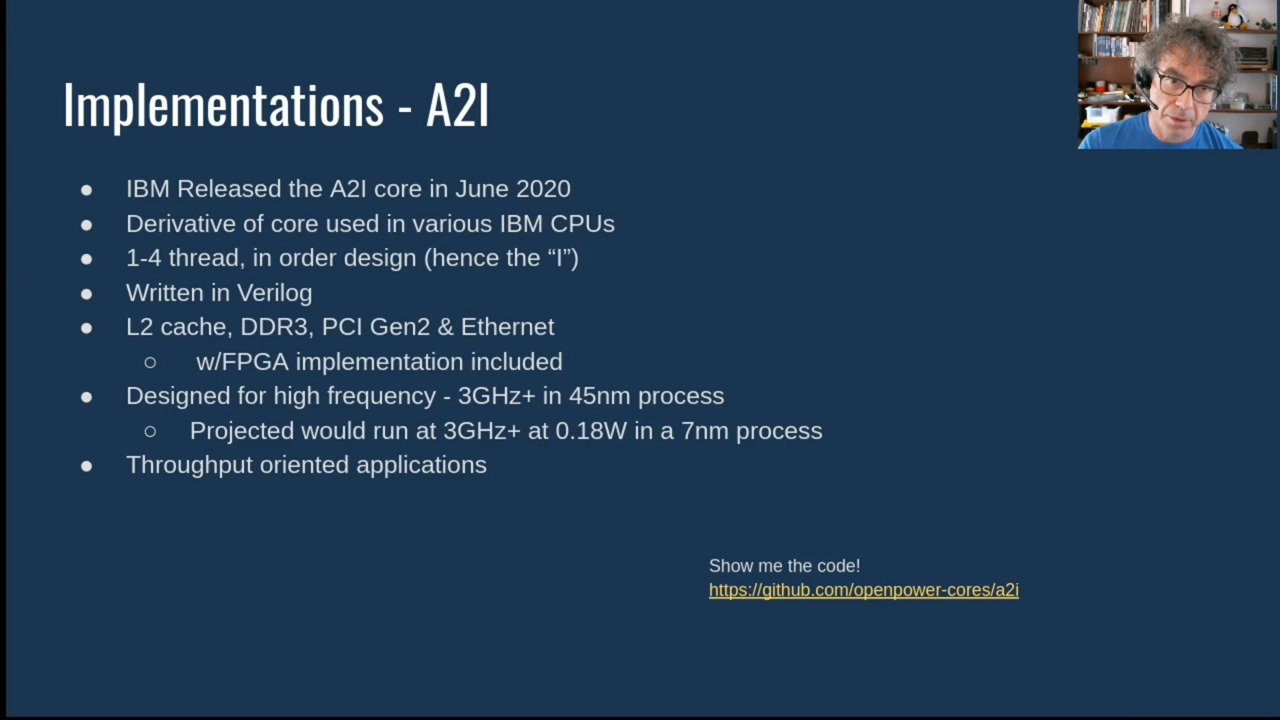 Implementations - A2I
● IBM Released the A2I core in June 2020
● Derivative of core used in various IBM CPUs
● 1-4 thread, in order design (hence the “I”)
● Written in Verilog
● L2 cache, DDR3, PCI Gen2 & Ethernet
○ w/FPGA implementation included
● Designed for high frequency - 3GHz+ in 45nm process
○ Projected would run at 3GHz+ at 0.18W in a 7nm process
● Throughput oriented applications
Show me the code!
https://github.com/openpower-cores/a2i